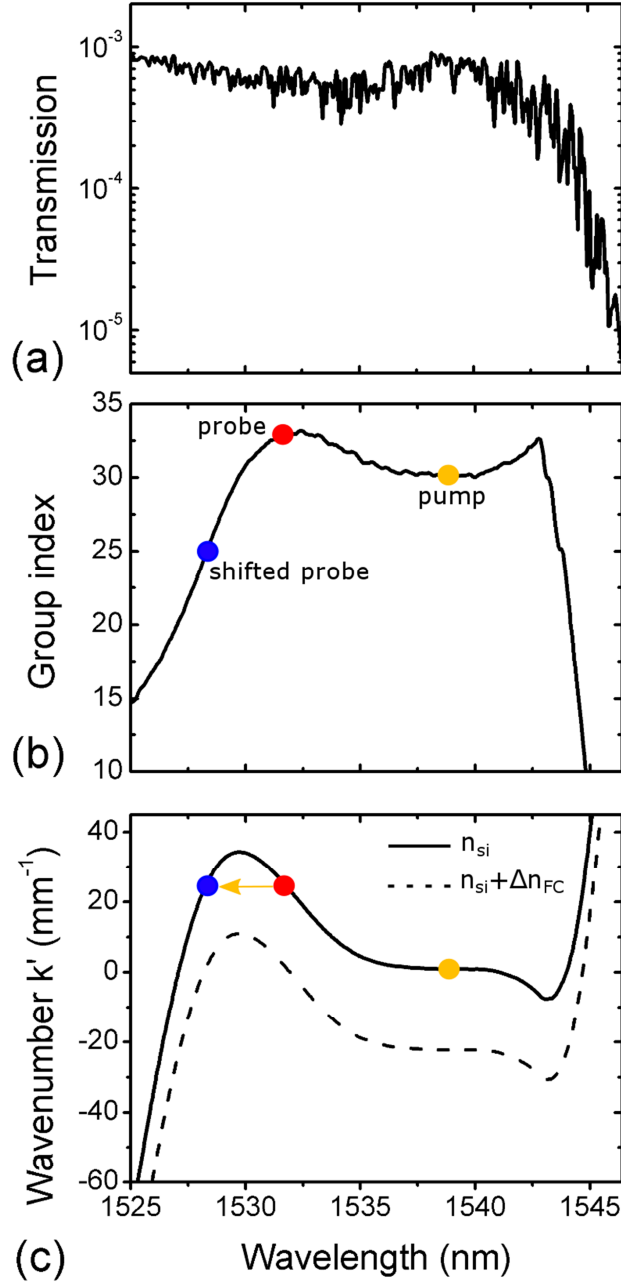 10⁻³
10⁻⁴
10⁻⁵
Transmission
(a)
35
30
25
20
15
10
Group index
probe
pump
shifted probe
(b)
40
20
0
-20
-40
-60
Wavenumber k' (mm⁻¹)
n_si
n_si+Δn_FC
1525 1530 1535 1540 1545
Wavelength (nm)
(c)